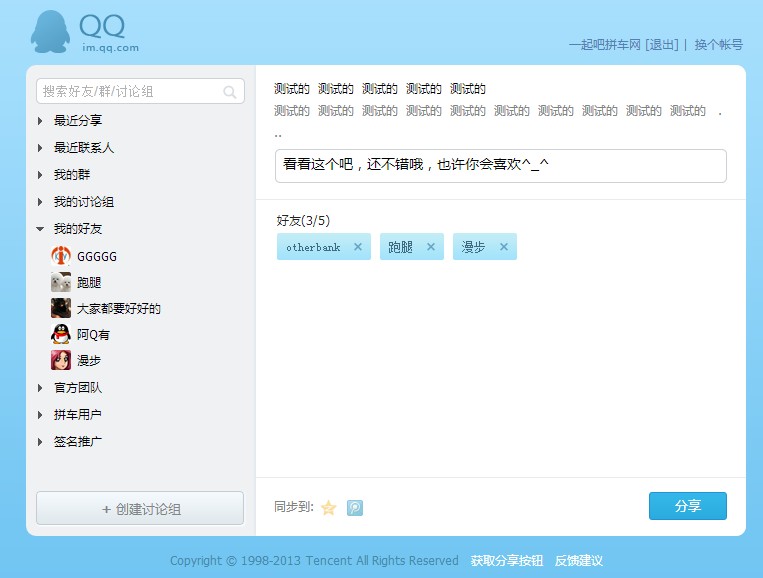 QQ
im.qq.com
一起吧拼车网 [退出] | 换个帐号
搜索好友/群/讨论组
最近分享
最近联系人
我的群
我的讨论组
我的好友
GGGGG
跑腿
大家都要好好的
阿Q有
漫步
官方团队
拼车用户
签名推广
+ 创建讨论组
测试的 测试的 测试的 测试的 测试的
测试的 测试的 测试的 测试的 测试的 测试的 测试的 测试的 测试的 测试的 .
..
看看这个吧，还不错哦，也许你会喜欢^_^
好友(3/5)
otherbank × 跑腿 × 漫步 ×
同步到:
分享
Copyright © 1998-2013 Tencent All Rights Reserved 获取分享按钮 反馈建议